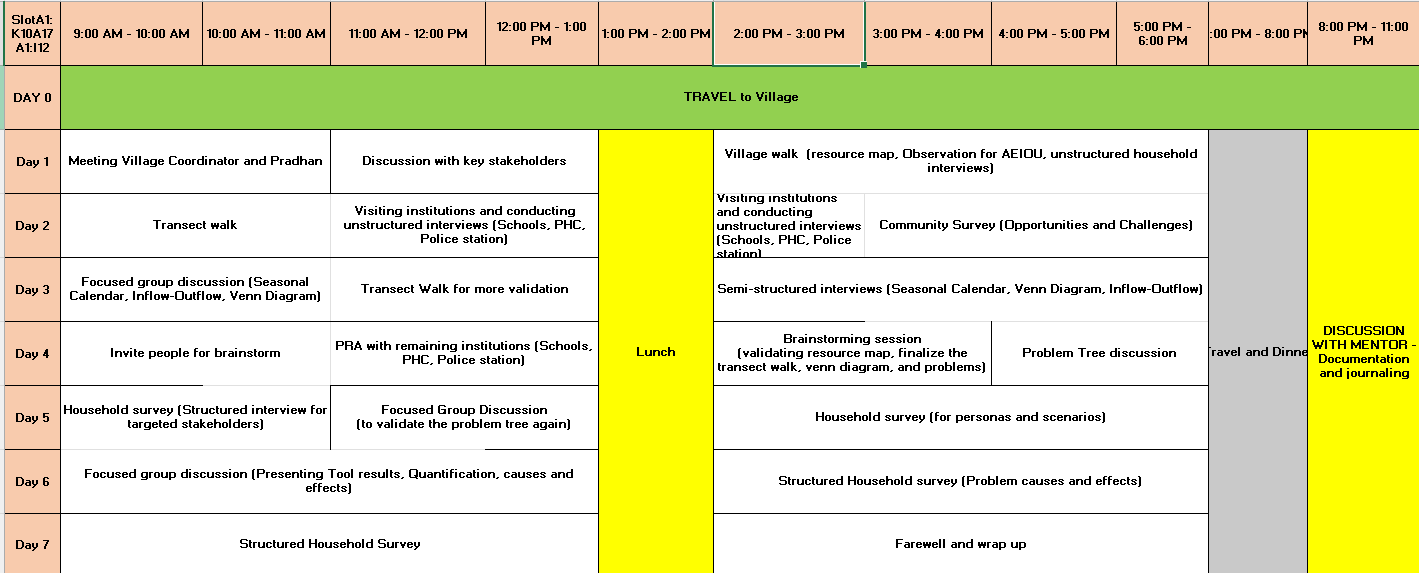 SlotA1:
K10A17
A1:I12
9:00 AM - 10:00 AM
10:00 AM - 11:00 AM
11:00 AM - 12:00 PM
12:00 PM - 1:00
PM
1:00 PM - 2:00 PM
2:00 PM - 3:00 PM
3:00 PM - 4:00 PM
4:00 PM - 5:00 PM
5:00 PM -
6:00 PM
:00 PM - 8:00 PM
8:00 PM - 11:00
PM
DAY 0
TRAVEL to Village
Day 1
Meeting Village Coordinator and Pradhan
Discussion with key stakeholders
Village walk (resource map, Observation for AEIOU, unstructured household
interviews)
Day 2
Transect walk
Visiting institutions and conducting
unstructured interviews (Schools, PHC,
Police station)
Visiting institutions
and conducting
unstructured interviews
(Schools, PHC, Police
station)
Community Survey (Opportunities and Challenges)
Day 3
Focused group discussion (Seasonal
Calendar, Inflow-Outflow, Venn Diagram)
Transect Walk for more validation
Semi-structured interviews (Seasonal Calendar, Venn Diagram, Inflow-Outflow)
Day 4
Invite people for brainstorm
PRA with remaining institutions (Schools,
PHC, Police station)
Lunch
Brainstorming session
(validating resource map, finalize the
transect walk, venn diagram, and problems)
Problem Tree discussion
Travel and Dinne
DISCUSSION
WITH MENTOR -
Documentation
and journaling
Day 5
Household survey (Structured interview for
targeted stakeholders)
Focused Group Discussion
(to validate the problem tree again)
Household survey (for personas and scenarios)
Day 6
Focused group discussion (Presenting Tool results, Quantification, causes and
effects)
Structured Household survey (Problem causes and effects)
Day 7
Structured Household Survey
Farewell and wrap up